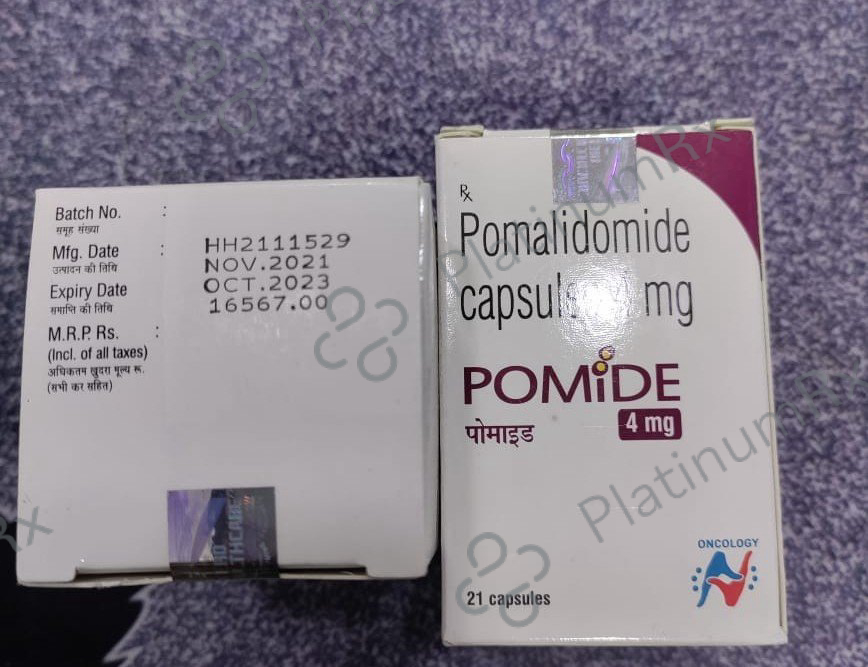 Batch No. :
समूह संख्या
Mfg. Date :
उत्पादन की तिथि
Expiry Date
समाप्ति की तिथि
M.R.P. Rs. :
(Incl. of all taxes)
अधिकतम खुदरा मूल्य रु.
(सभी कर सहित)
HH2111529
NOV.2021
OCT.2023
16567.00
Rx
Pomalidomide
capsules 4 mg
POMiDE
4 mg
पोमाइड
ONCOLOGY
21 capsules
PlatinumRx
PlatinumRx